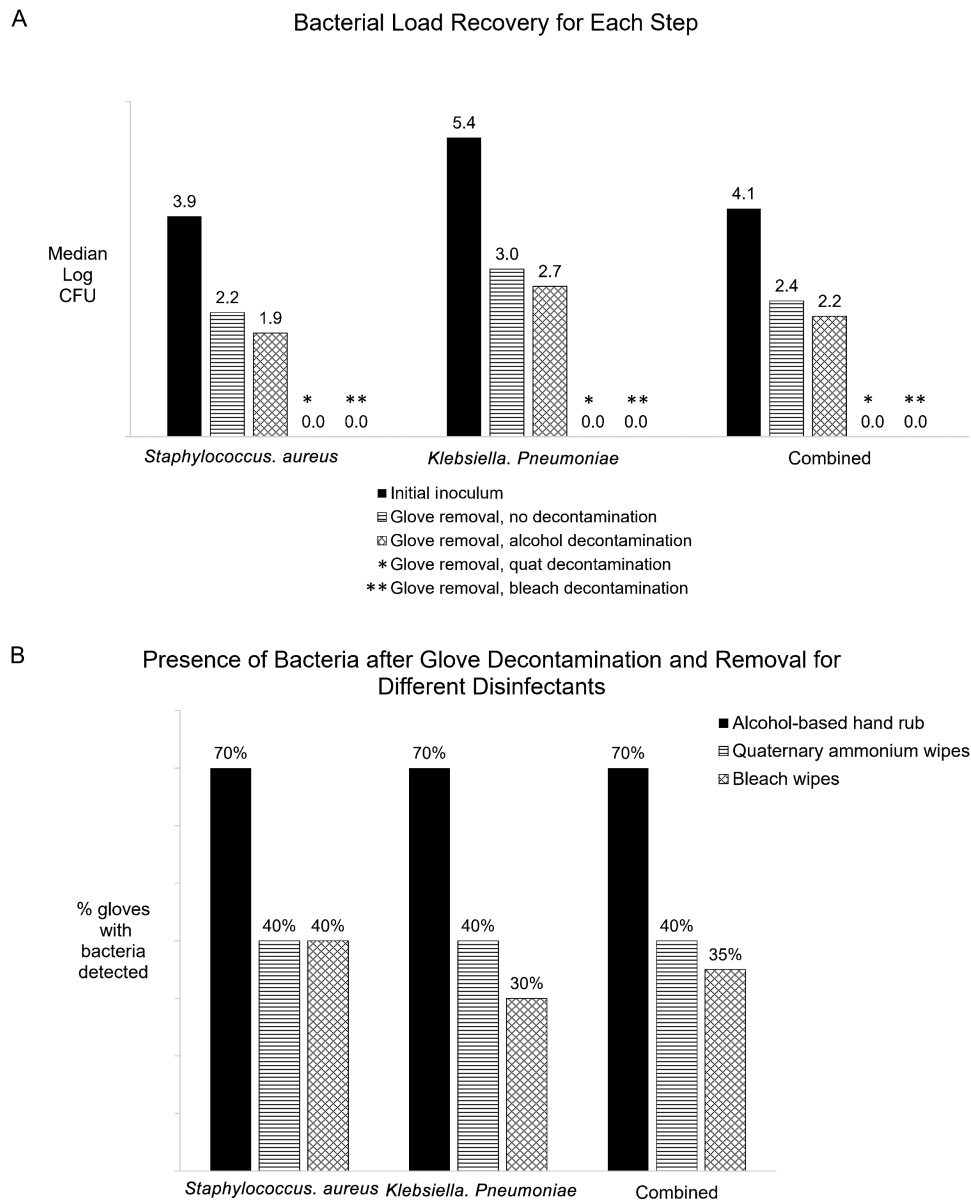 A
Bacterial Load Recovery for Each Step
5.4
3.9
4.1
Median
Log
CFU
3.0
2.7
2.2
1.9
2.4
2.2
* **
0.0 0.0
* **
0.0 0.0
* **
0.0 0.0
Staphylococcus. aureus
Klebsiella. Pneumoniae
Combined
Initial inoculum
Glove removal, no decontamination
Glove removal, alcohol decontamination
* Glove removal, quat decontamination
** Glove removal, bleach decontamination
B
Presence of Bacteria after Glove Decontamination and Removal for
Different Disinfectants
Alcohol-based hand rub
Quaternary ammonium wipes
Bleach wipes
70%
70%
70%
% gloves
with
bacteria
detected
40%
40%
40%
30%
40%
35%
Staphylococcus. aureus
Klebsiella. Pneumoniae
Combined